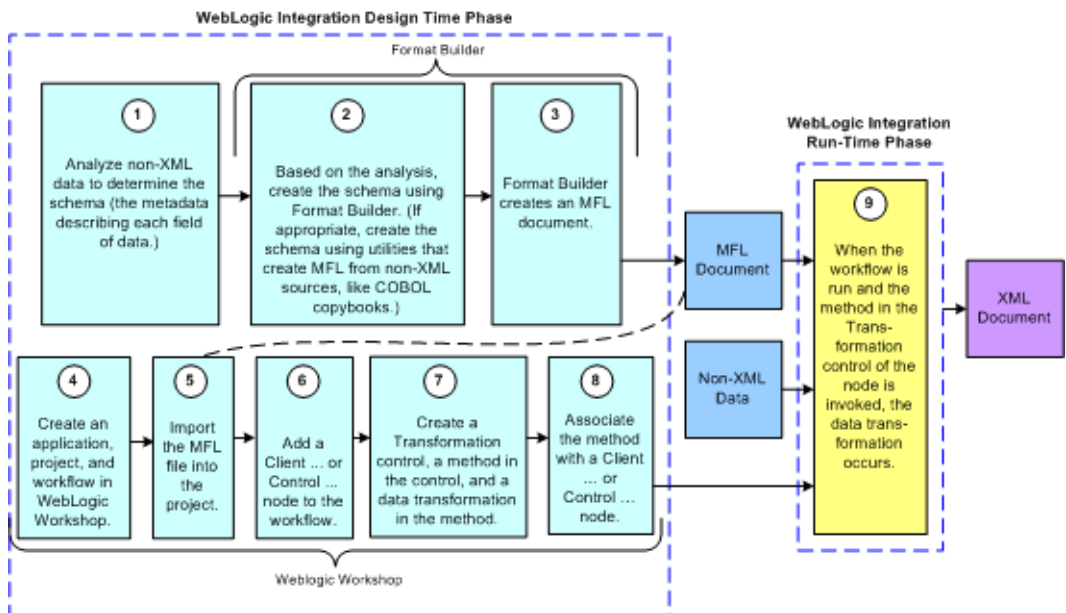 WebLogic Integration Design Time Phase
Format Builder
1
Analyze non-XML
data to determine the
schema (the metadata
describing each field
of data.)
2
Based on the analysis,
create the schema using
Format Builder. (If
appropriate, create the
schema using utilities that
create MFL from non-XML
sources, like COBOL
copybooks.)
3
Format Builder
creates an MFL
document.
4
Create an
application,
project, and
workflow in
WebLogic
Workshop.
5
Import
the MFL
file into
the
project.
6
Add a
Client ... or
Control ...
node to the
workflow.
7
Create a
Transformation
control, a method in
the control, and a
data transformation
in the method.
8
Associate
the method
with a Client
... or
Control ...
node.
Weblogic Workshop
MFL
Document
Non-XML
Data
WebLogic Integration
Run-Time Phase
9
When the
workflow is
run and the
method in the
Trans-
formation
control of the
node is
invoked, the
data trans-
formation
occurs.
XML
Document